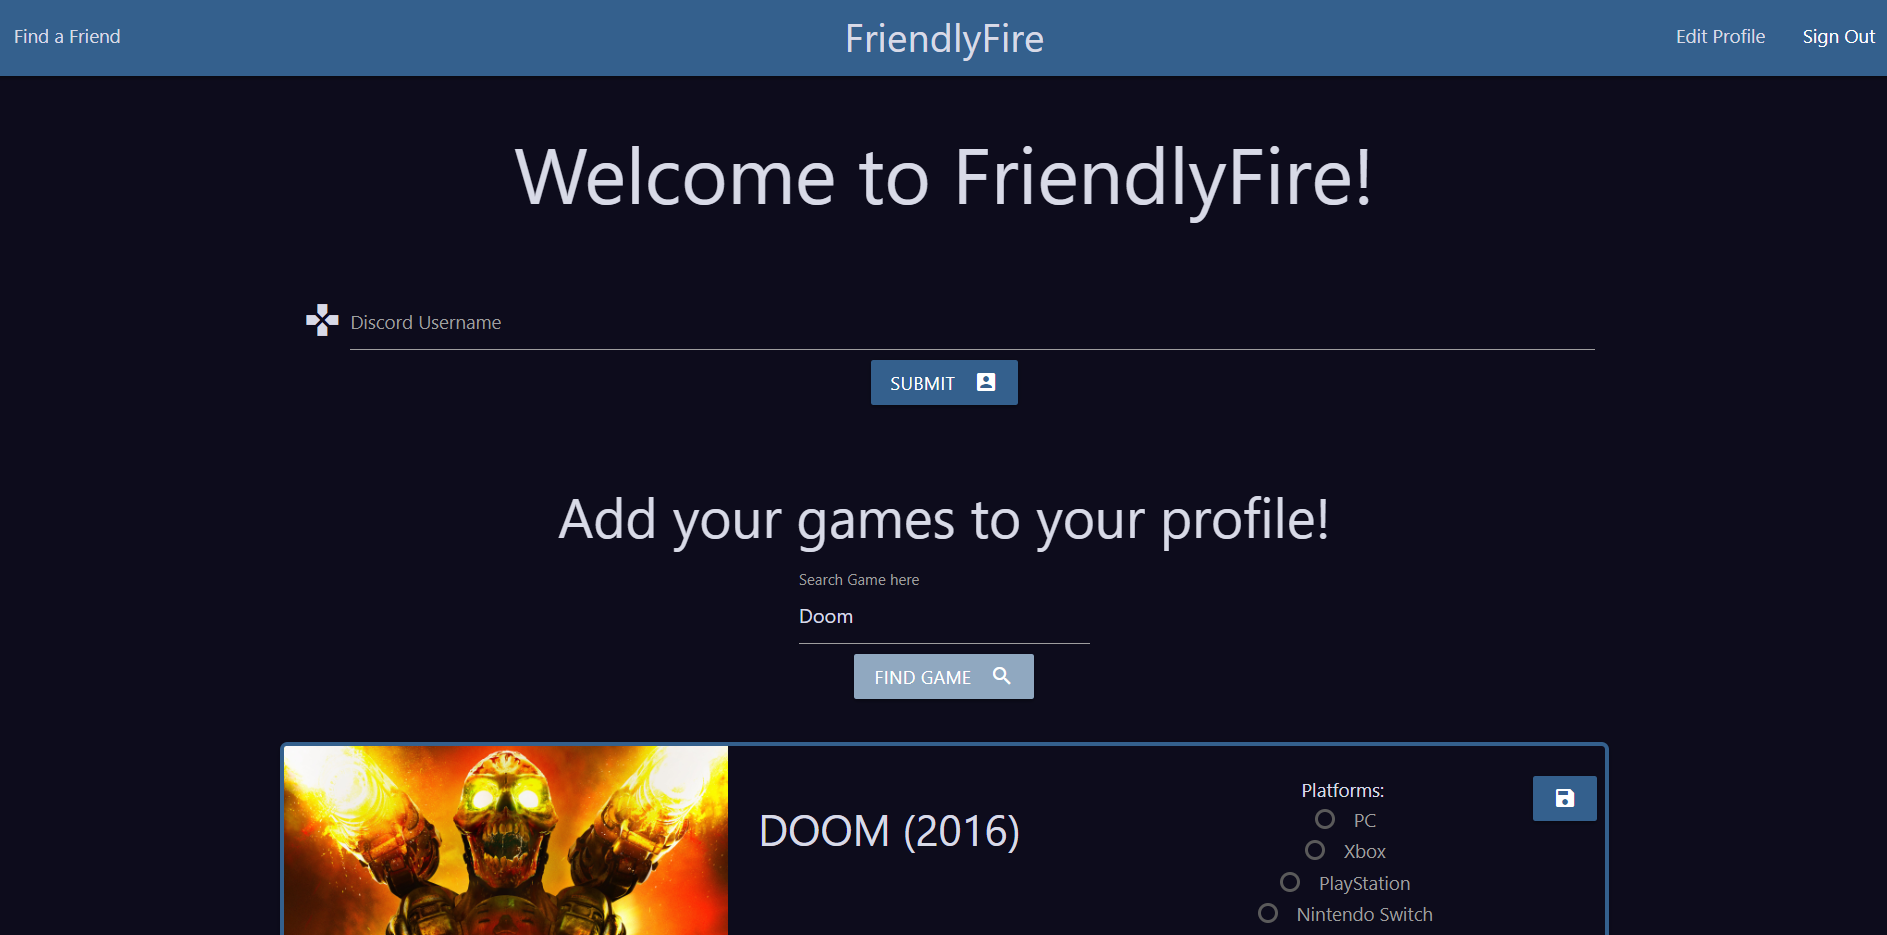 Find a Friend
FriendlyFire
Edit Profile
Sign Out
Welcome to FriendlyFire!
Discord Username
SUBMIT
Add your games to your profile!
Search Game here
Doom
FIND GAME
DOOM (2016)
Platforms:
PC
Xbox
PlayStation
Nintendo Switch